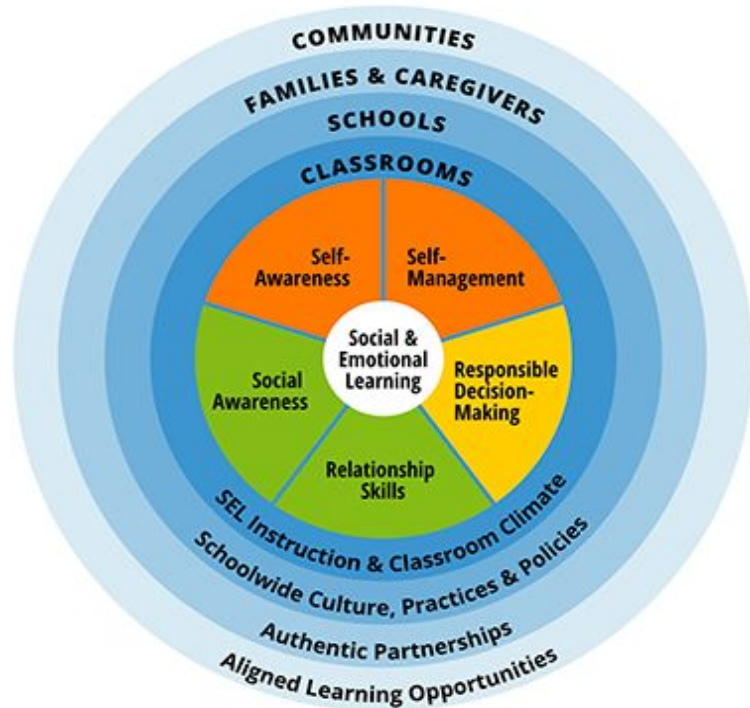 COMMUNITIES
FAMILIES & CAREGIVERS
SCHOOLS
CLASSROOMS
Self-
Awareness
Self-
Management
Social &
Emotional
Learning
Social
Awareness
Responsible
Decision-
Making
Relationship
Skills
SEL Instruction & Classroom Climate
Schoolwide Culture, Practices & Policies
Authentic Partnerships
Aligned Learning Opportunities